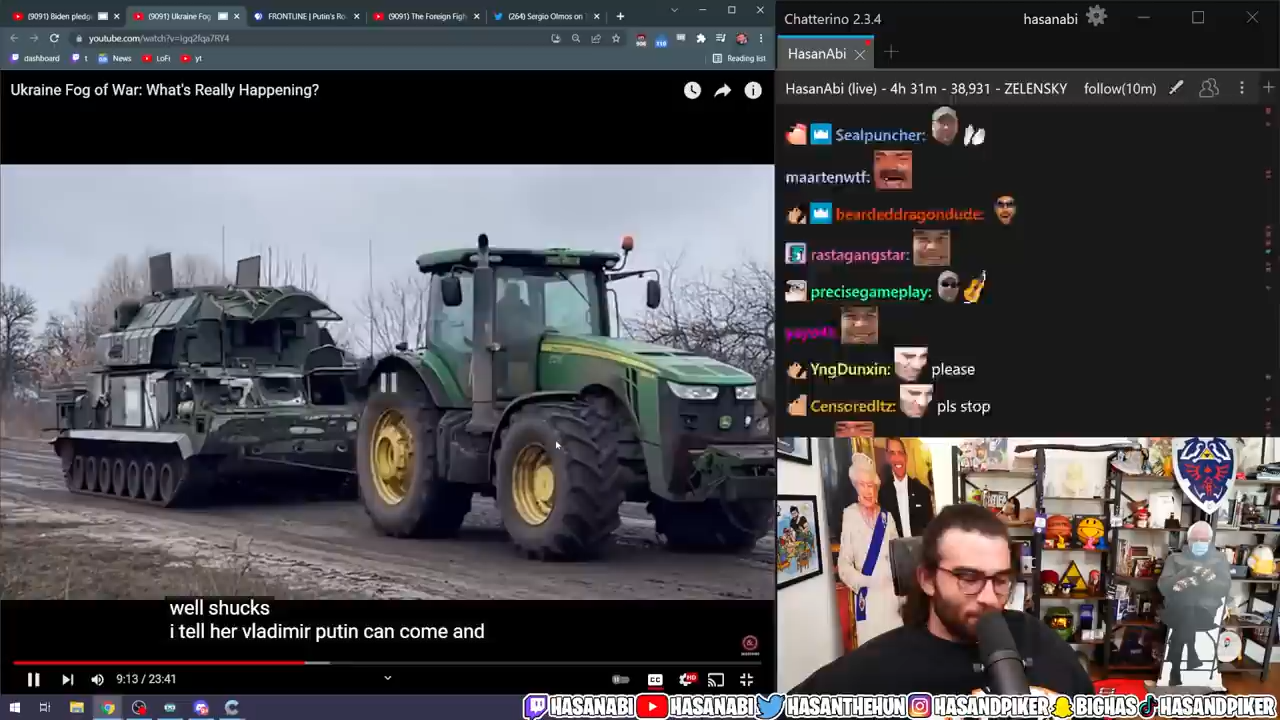 (9091) Biden pledg
(9091) Ukraine Fog
FRONTLINE | "Putin's Ro
(9091) The Foreign Figh
(264) Sergio Olmos on "
youtube.com/watch?v=Igq2fqa7RY4
dashboard
t
News
LoFi
yt
Reading list
Ukraine Fog of War: What's Really Happening?
well shucks
i tell her vladimir putin can come and
9:13 / 23:41
Chatterino 2.3.4
hasanabi
HasanAbi
HasanAbi (live) - 4h 31m - 38,931 - ZELENSKY
follow(10m)
Sealpuncher:
maartenwtf:
beardeddragondude:
rastagangstar:
precisegameplay:
YngDunxin: please
CensoredItz: pls stop
HASANABI
HASANABI
HASANTHEHUN
HASANDPIKER
BIGHAS
HASANDPIKER